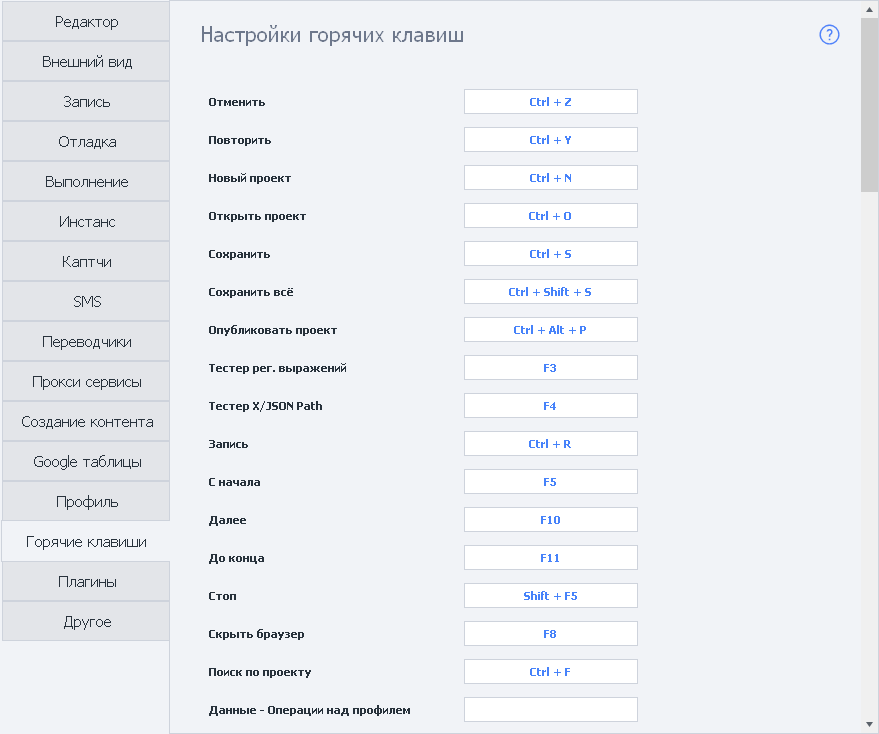 Редактор
Внешний вид
Запись
Отладка
Выполнение
Инстанс
Каптчи
SMS
Переводчики
Прокси сервисы
Создание контента
Google таблицы
Профиль
Горячие клавиши
Плагины
Другое
Настройки горячих клавиш
?
Отменить Ctrl + Z
Повторить Ctrl + Y
Новый проект Ctrl + N
Открыть проект Ctrl + O
Сохранить Ctrl + S
Сохранить всё Ctrl + Shift + S
Опубликовать проект Ctrl + Alt + P
Тестер рег. выражений F3
Тестер X/JSON Path F4
Запись Ctrl + R
С начала F5
Далее F10
До конца F11
Стоп Shift + F5
Скрыть браузер F8
Поиск по проекту Ctrl + F
Данные - Операции над профилем